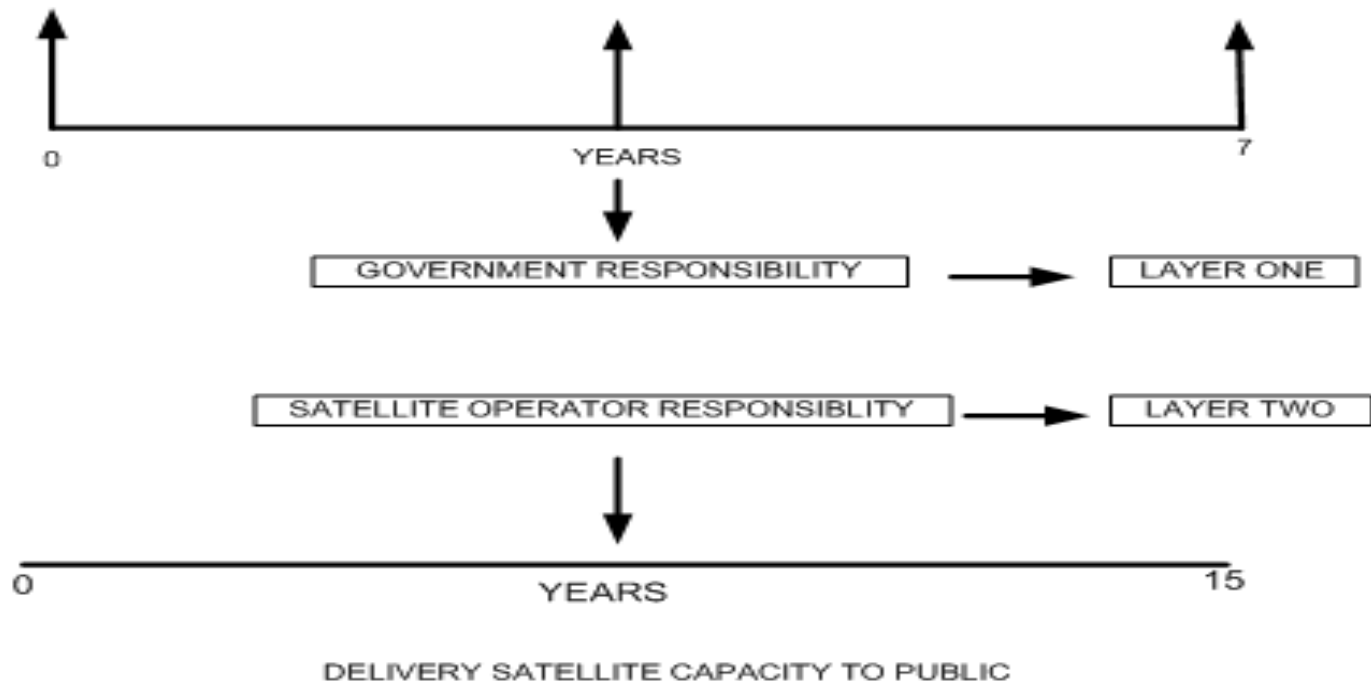 0 YEARS 7
GOVERNMENT RESPONSIBILITY LAYER ONE
SATELLITE OPERATOR RESPONSIBLITY LAYER TWO
0 YEARS 15
DELIVERY SATELLITE CAPACITY TO PUBLIC